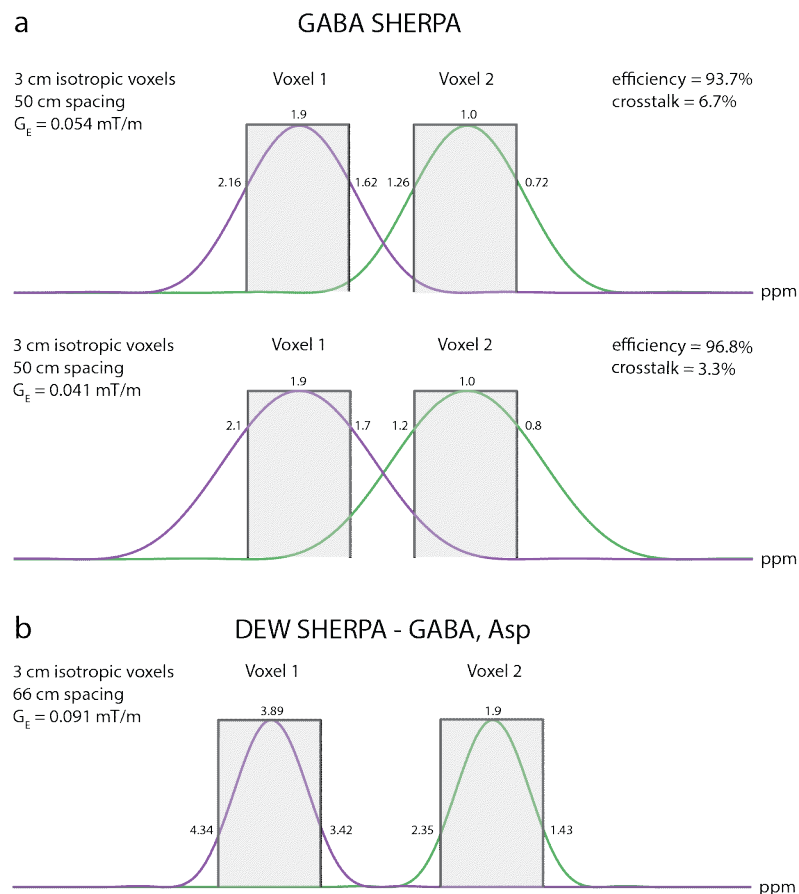 a
GABA SHERPA
3 cm isotropic voxels
50 cm spacing
G_E = 0.054 mT/m
Voxel 1
Voxel 2
efficiency = 93.7%
crosstalk = 6.7%
1.9
1.0
2.16
1.62
1.26
0.72
ppm
3 cm isotropic voxels
50 cm spacing
G_E = 0.041 mT/m
Voxel 1
Voxel 2
efficiency = 96.8%
crosstalk = 3.3%
1.9
1.0
2.1
1.7
1.2
0.8
ppm
b
DEW SHERPA - GABA, Asp
3 cm isotropic voxels
66 cm spacing
G_E = 0.091 mT/m
Voxel 1
Voxel 2
3.89
1.9
4.34
3.42
2.35
1.43
ppm